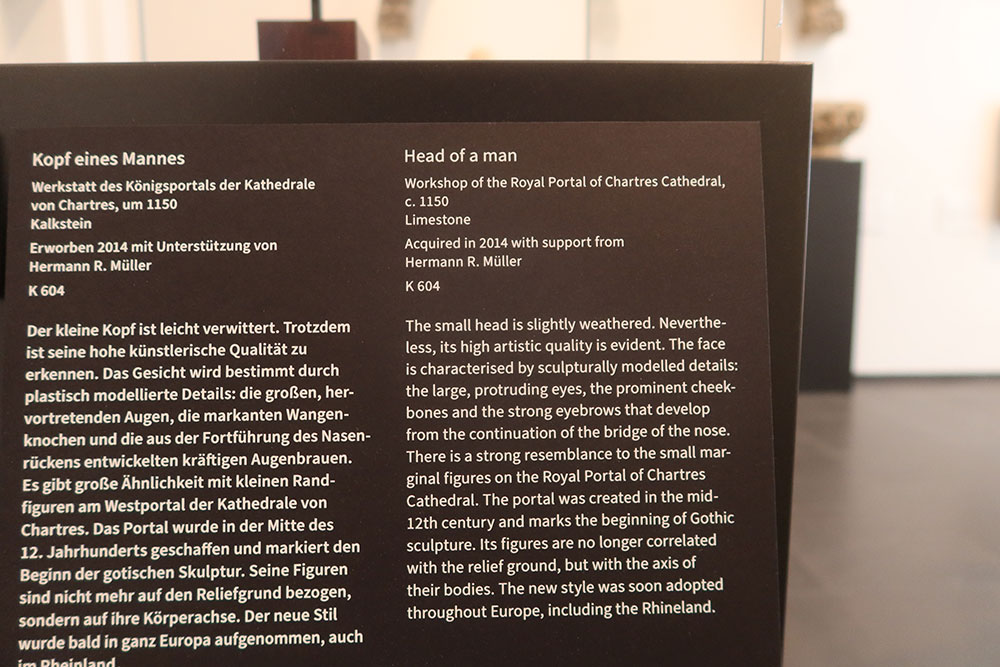 Kopf eines Mannes
Werkstatt des Königsportals der Kathedrale
von Chartres, um 1150
Kalkstein
Erworben 2014 mit Unterstützung von
Hermann R. Müller
K 604
Der kleine Kopf ist leicht verwittert. Trotzdem
ist seine hohe künstlerische Qualität zu
erkennen. Das Gesicht wird bestimmt durch
plastisch modellierte Details: die großen, her-
vortretenden Augen, die markanten Wangen-
knochen und die aus der Fortführung des Nasen-
rückens entwickelten kräftigen Augenbrauen.
Es gibt große Ähnlichkeit mit kleinen Rand-
figuren am Westportal der Kathedrale von
Chartres. Das Portal wurde in der Mitte des
12. Jahrhunderts geschaffen und markiert den
Beginn der gotischen Skulptur. Seine Figuren
sind nicht mehr auf den Reliefgrund bezogen,
sondern auf ihre Körperachse. Der neue Stil
wurde bald in ganz Europa aufgenommen, auch
im Rheinland.
Head of a man
Workshop of the Royal Portal of Chartres Cathedral,
c. 1150
Limestone
Acquired in 2014 with support from
Hermann R. Müller
K 604
The small head is slightly weathered. Neverthe-
less, its high artistic quality is evident. The face
is characterised by sculpturally modelled details:
the large, protruding eyes, the prominent cheek-
bones and the strong eyebrows that develop
from the continuation of the bridge of the nose.
There is a strong resemblance to the small mar-
ginal figures on the Royal Portal of Chartres
Cathedral. The portal was created in the mid-
12th century and marks the beginning of Gothic
sculpture. Its figures are no longer correlated
with the relief ground, but with the axis of
their bodies. The new style was soon adopted
throughout Europe, including the Rhineland.